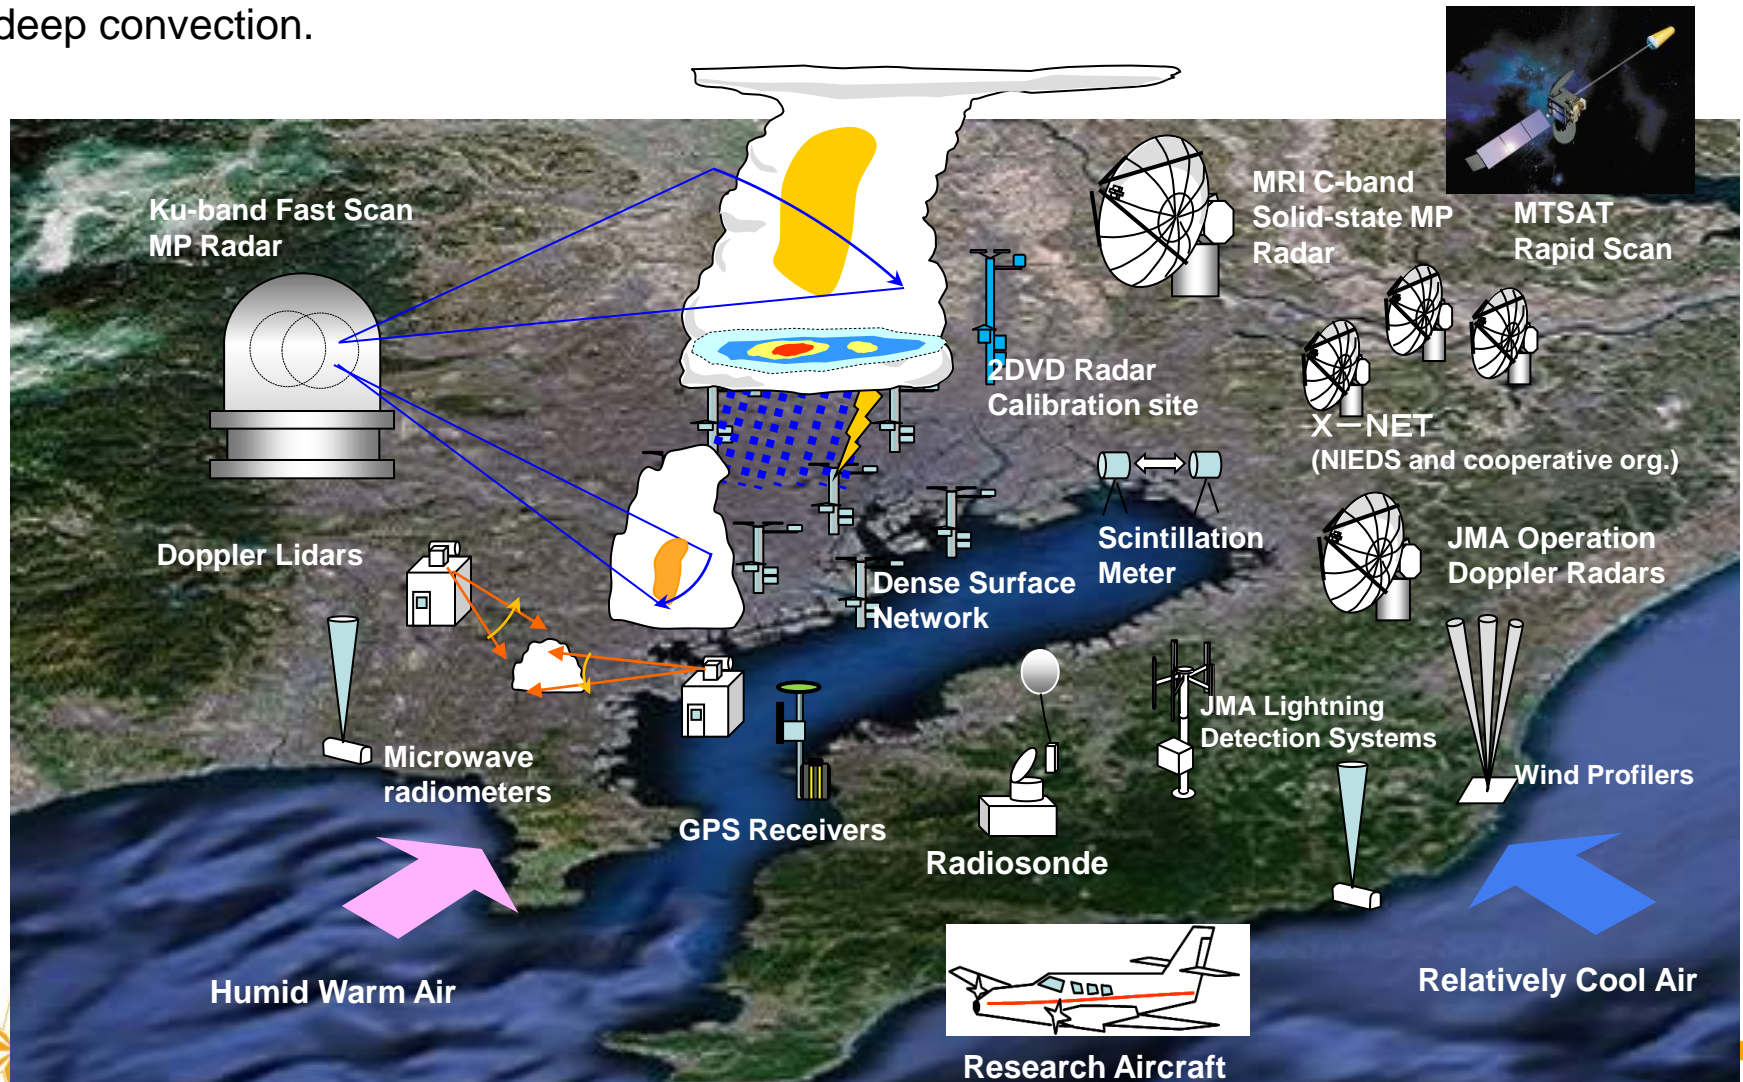 deep convection.
Ku-band Fast Scan
MP Radar
MRI C-band
Solid-state MP
Radar
MTSAT
Rapid Scan
2DVD Radar
Calibration site
X-NET
(NIEDS and cooperative org.)
Doppler Lidars
Scintillation
Meter
JMA Operation
Doppler Radars
Dense Surface
Network
JMA Lightning
Detection Systems
Microwave
radiometers
Wind Profilers
GPS Receivers
Radiosonde
Humid Warm Air
Relatively Cool Air
Research Aircraft